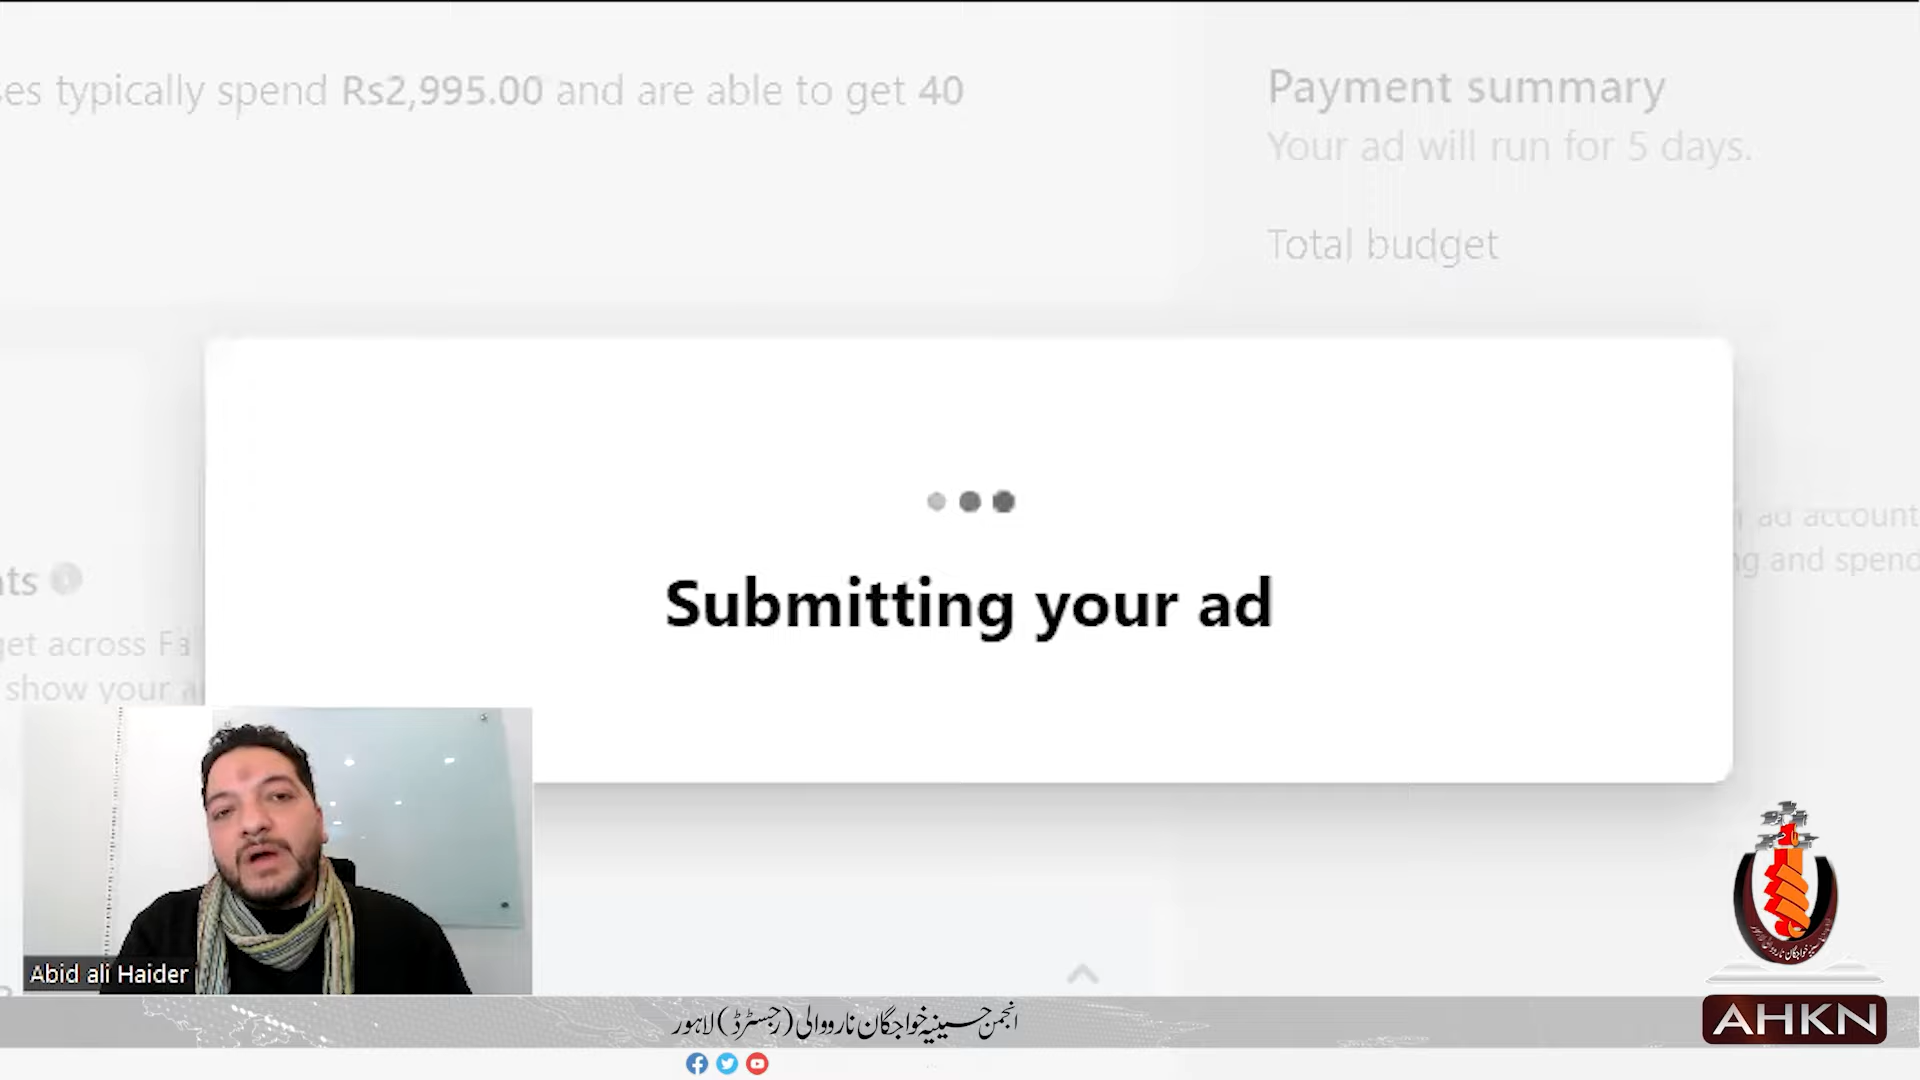 es typically spend Rs2,995.00 and are able to get 40
Payment summary
Your ad will run for 5 days.
Total budget
Submitting your ad
ad account
ng and spend
nts
get across Fa
show your a
Abid ali Haider
انجمن حسینیہ خواجگان نارووالی (رجسٹرڈ) لاہور
AHKN